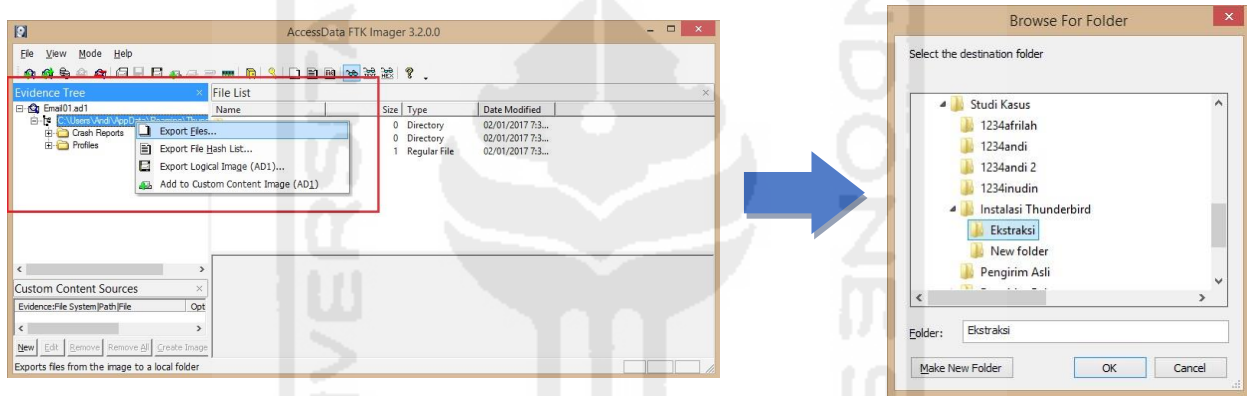 AccessData FTK Imager 3.2.0.0
File View Mode Help
Evidence Tree
Email01.ad1
Crash Reports
Profiles
Export Files...
Export File Hash List...
Export Logical Image (AD1)...
Add to Custom Content Image (AD1)
File List
Name Size Type Date Modified
0 Directory 02/01/2017 7:3...
0 Directory 02/01/2017 7:3...
1 Regular File 02/01/2017 7:3...
Custom Content Sources
Evidence:File System|Path|File Opt
New Edit Remove Remove All Create Image
Exports files from the image to a local folder
Browse For Folder
Select the destination folder
Studi Kasus
1234afrilah
1234andi
1234andi 2
1234inudin
Instalasi Thunderbird
Ekstraksi
New folder
Pengirim Asli
Folder: Ekstraksi
Make New Folder OK Cancel